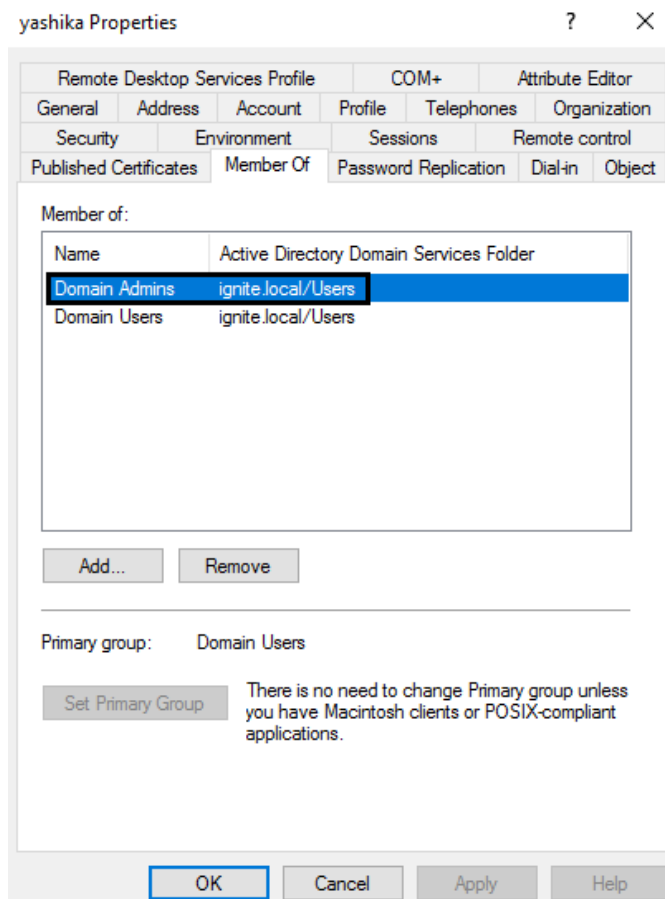 yashika Properties ? X
Remote Desktop Services Profile COM+ Attribute Editor
General Address Account Profile Telephones Organization
Security Environment Sessions Remote control
Published Certificates Member Of Password Replication Dial-in Object
Member of:
Name Active Directory Domain Services Folder
Domain Admins ignite.local/Users
Domain Users ignite.local/Users
Add... Remove
Primary group: Domain Users
Set Primary Group
There is no need to change Primary group unless
you have Macintosh clients or POSIX-compliant
applications.
OK Cancel Apply Help